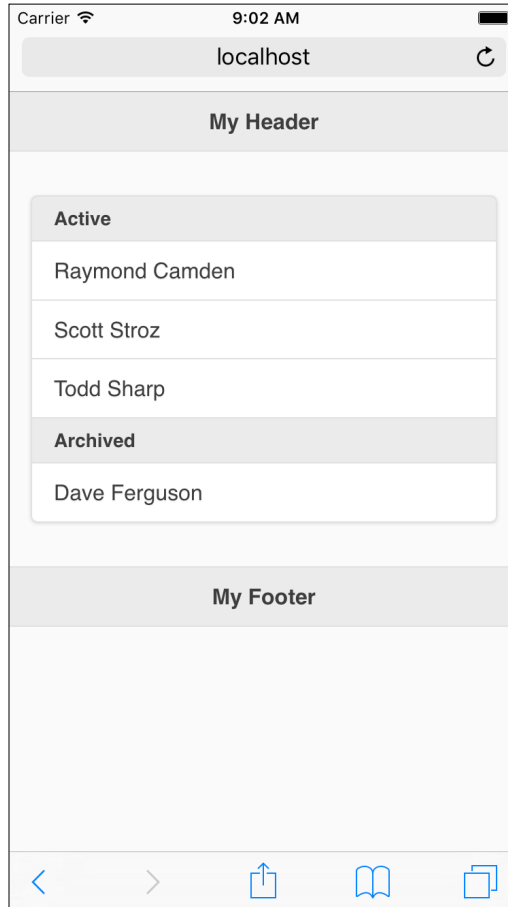 Carrier 9:02 AM
localhost
My Header
Active
Raymond Camden
Scott Stroz
Todd Sharp
Archived
Dave Ferguson
My Footer